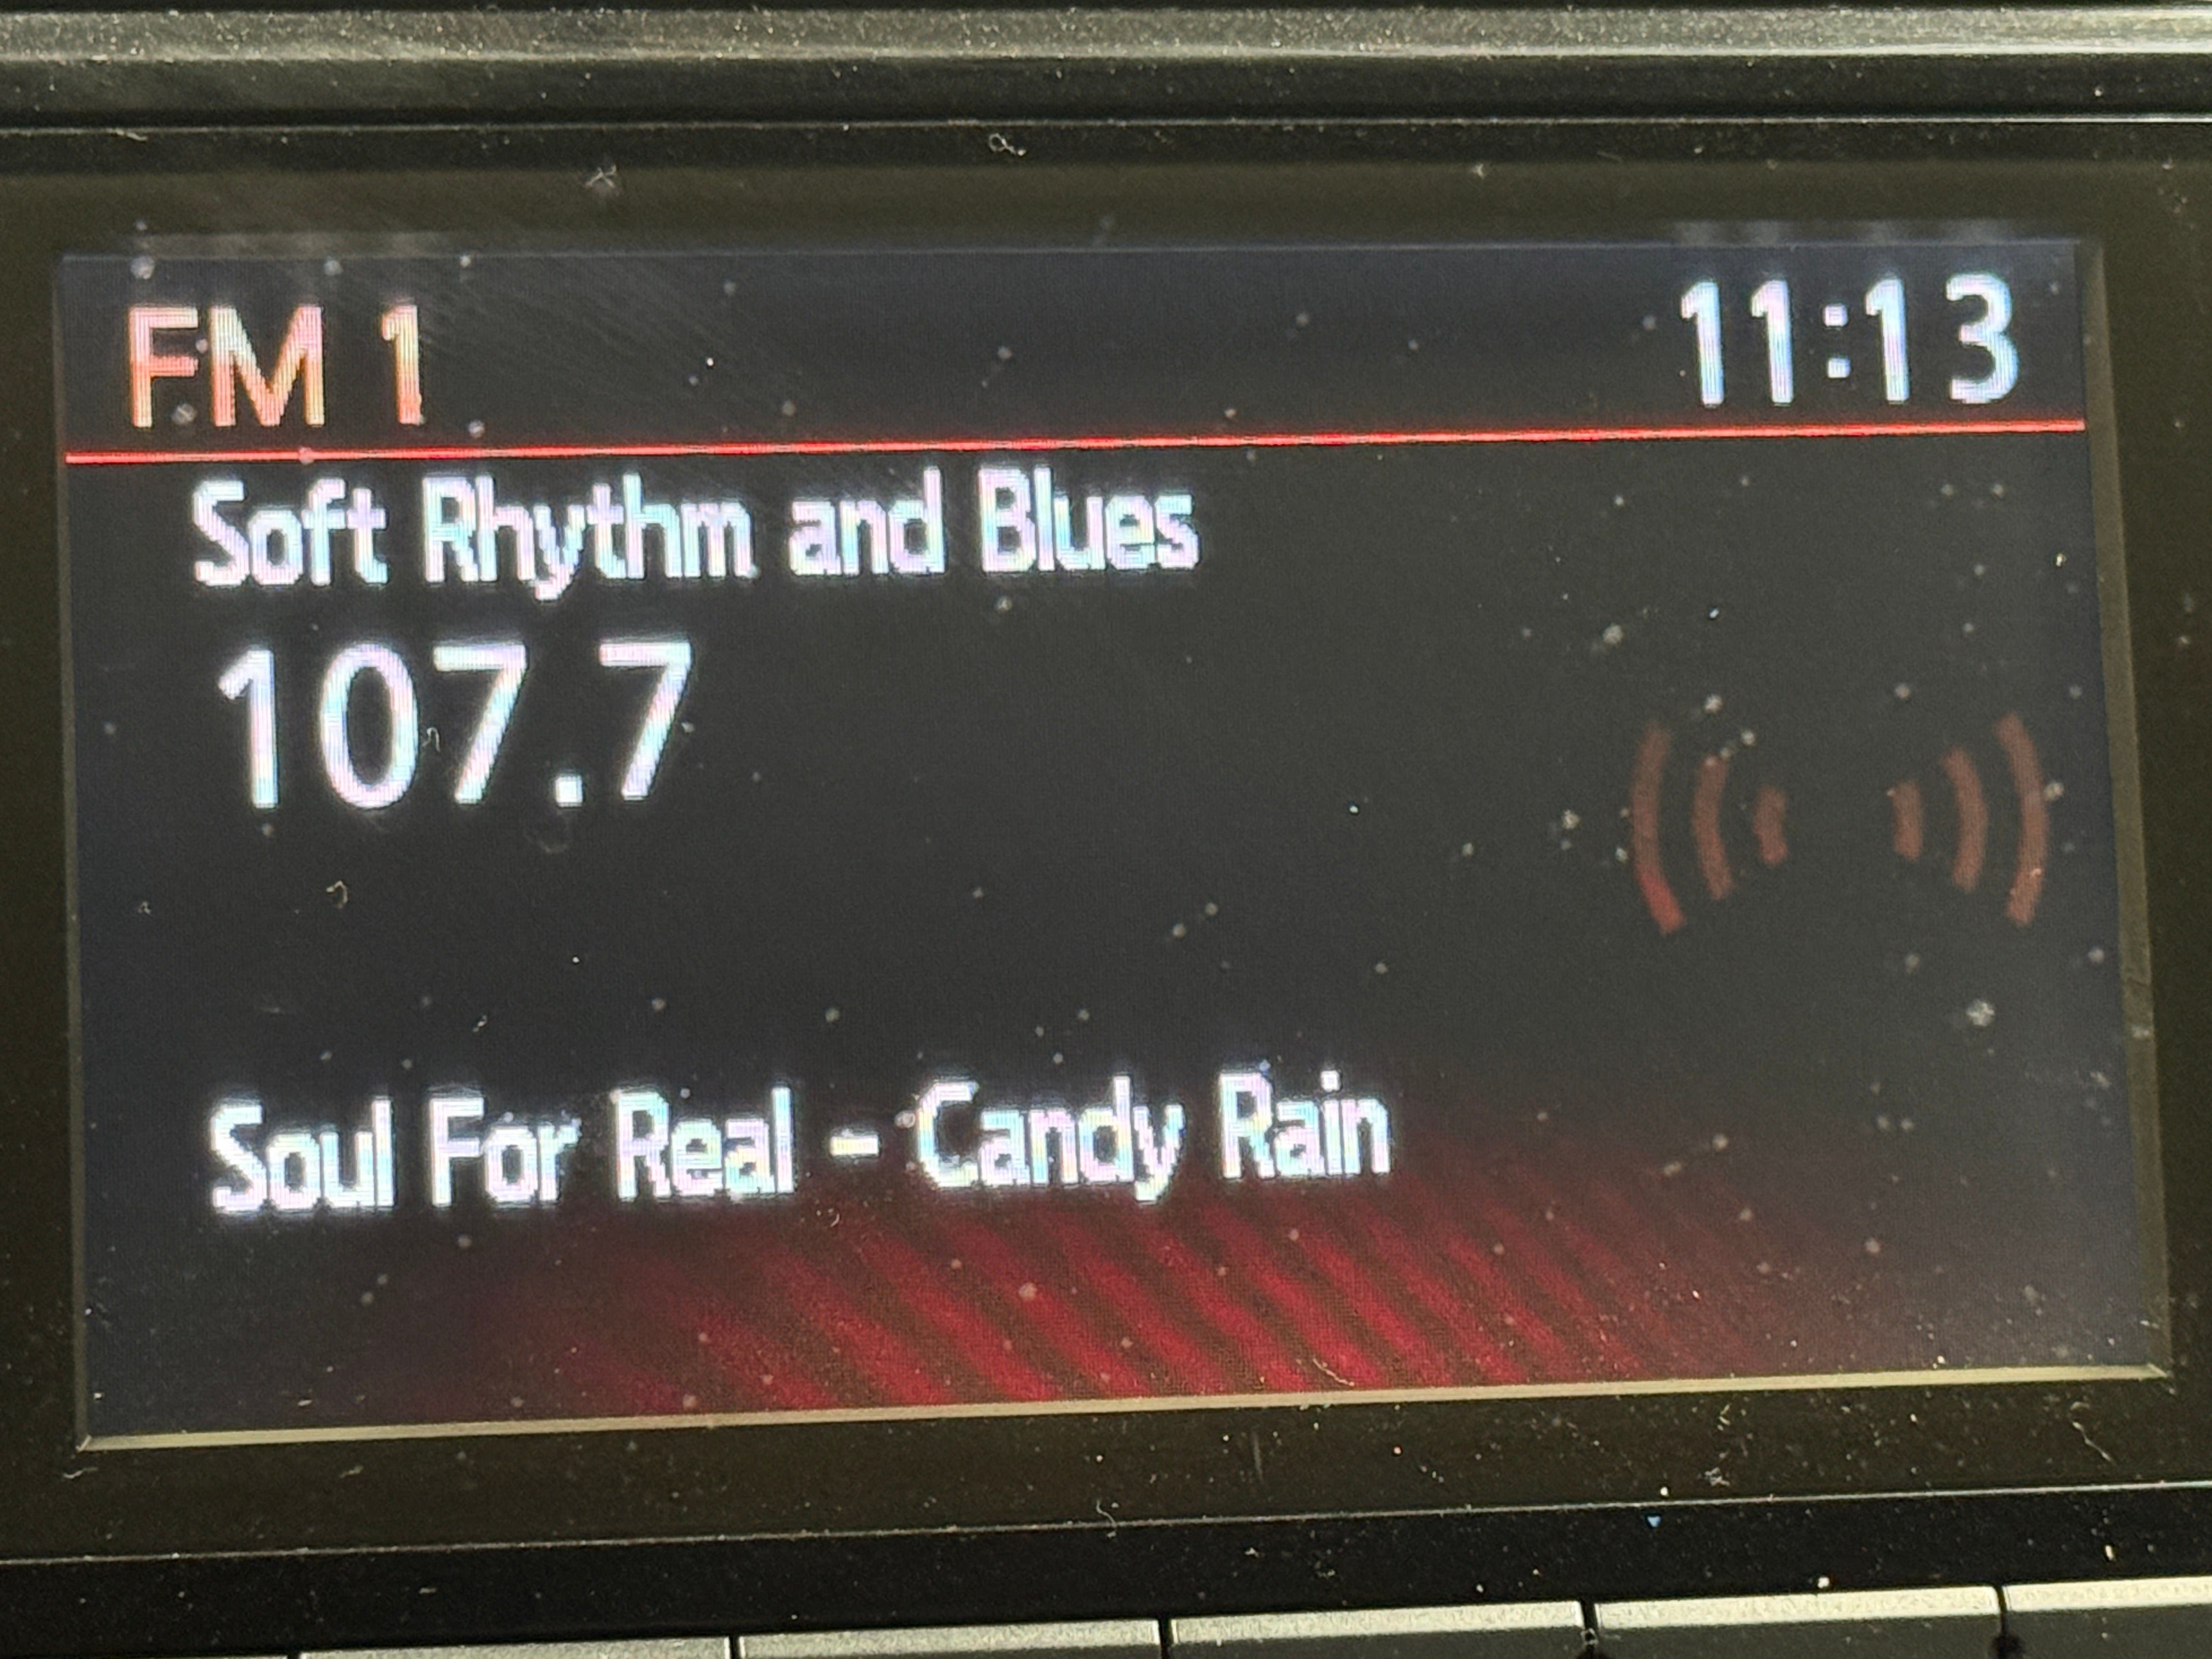 FM 1
11:13
Soft Rhythm and Blues
107.7
Soul For Real - Candy Rain